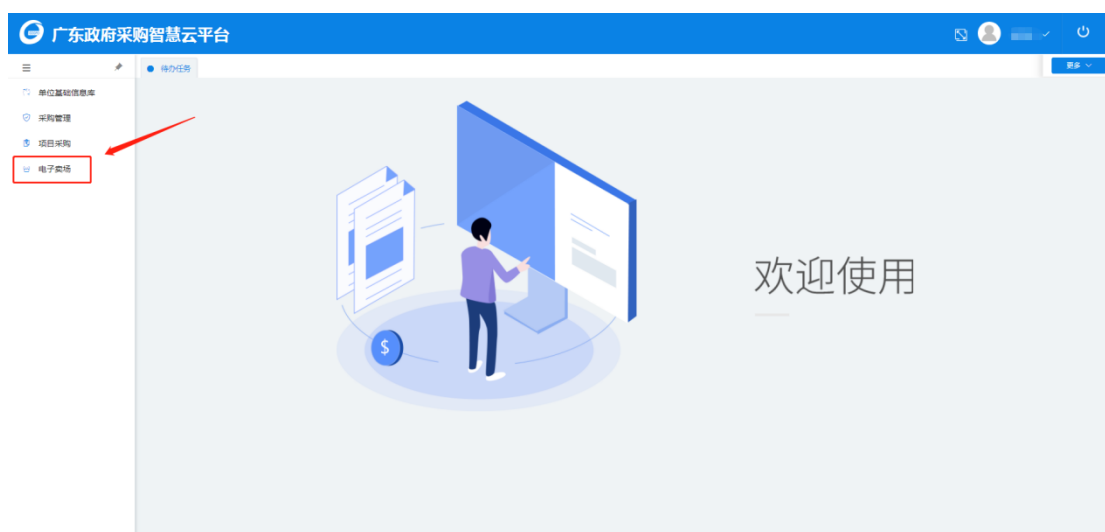 广东政府采购智慧云平台
待办任务
更多
单位基础信息库
采购管理
项目采购
电子卖场
欢迎使用
$